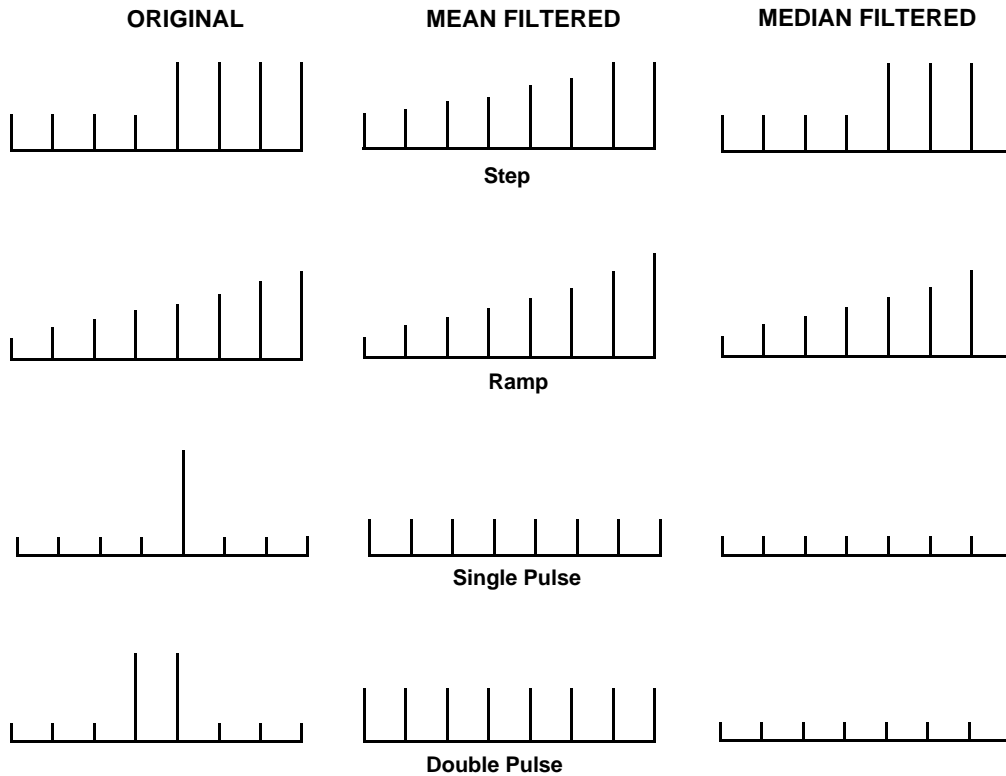 ORIGINAL
MEAN FILTERED
MEDIAN FILTERED
Step
Ramp
Single Pulse
Double Pulse